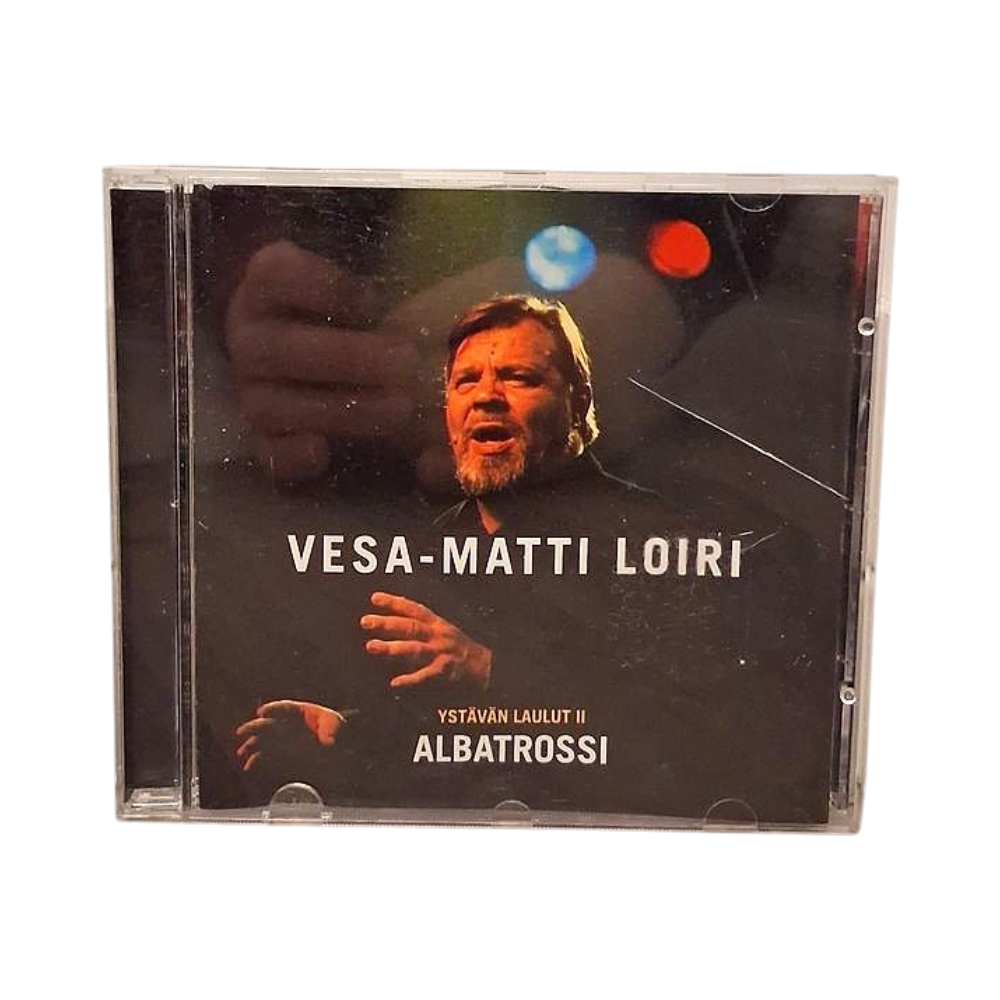 VESA-MATTI LOIRI
YSTÄVÄN LAULUT II
ALBATROSSI